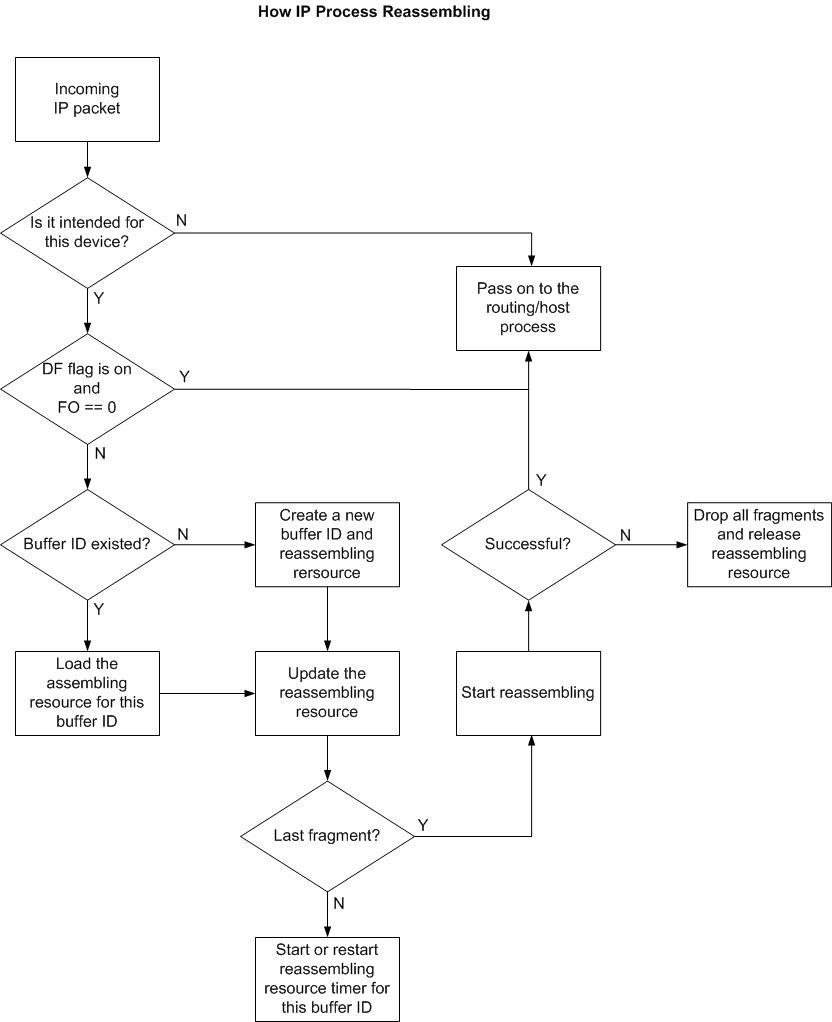 How IP Process Reassembling
Incoming
IP packet
Is it intended for
this device?
N
Y
Pass on to the
routing/host
process
DF flag is on
and
FO == 0
Y
N
Buffer ID existed?
N
Y
Create a new
buffer ID and
reassembling
rersource
Successful?
Y
N
Drop all fragments
and release
reassembling
resource
Load the
assembling
resource for this
buffer ID
Update the
reassembling
resource
Start reassembling
Last fragment?
Y
N
Start or restart
reassembling
resource timer for
this buffer ID